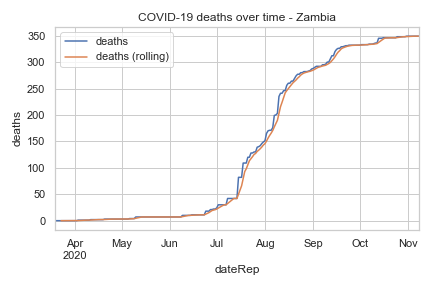 COVID-19 deaths over time - Zambia
deaths
deaths (rolling)
350
300
250
200
150
100
50
0
deaths
Apr May Jun Jul Aug Sep Oct Nov
2020
dateRep